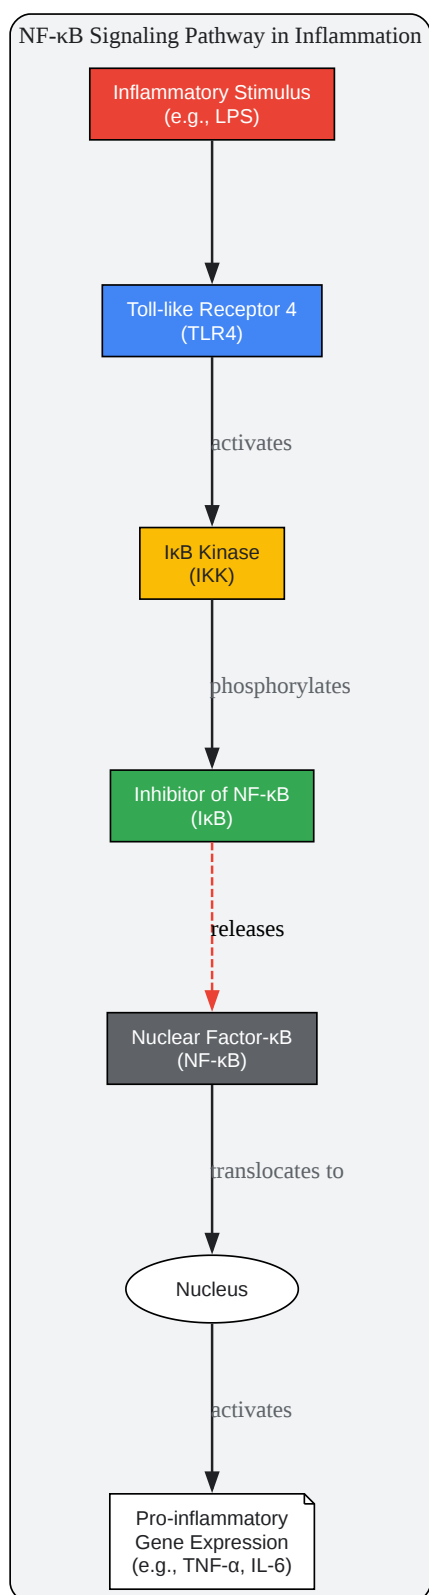 NF-κB Signaling Pathway in Inflammation
Inflammatory Stimulus
(e.g., LPS)
Toll-like Receptor 4
(TLR4)
activates
IκB Kinase
(IKK)
phosphorylates
Inhibitor of NF-κB
(IκB)
releases
Nuclear Factor-κB
(NF-κB)
translocates to
Nucleus
activates
Pro-inflammatory
Gene Expression
(e.g., TNF-α, IL-6)